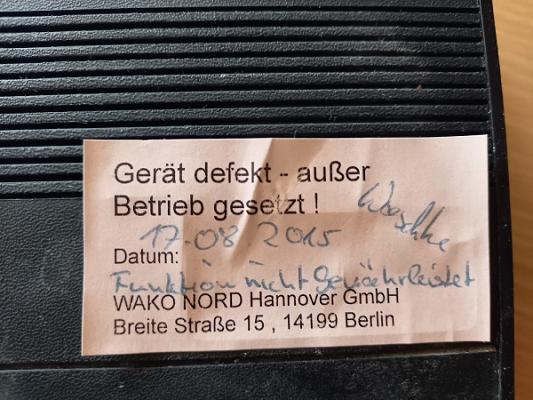 Gerät defekt - außer
Betrieb gesetzt !
17.08.2015
Datum:
Funktion nicht Gewährleistet
WAKO NORD Hannover GmbH
Breite Straße 15 , 14199 Berlin